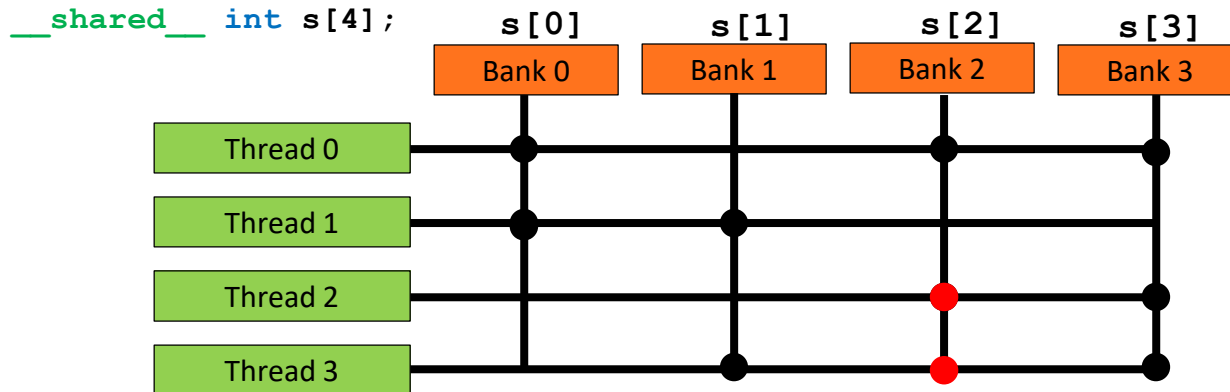 __shared__ int s[4]; s[0] s[1] s[2] s[3]
Bank 0 Bank 1 Bank 2 Bank 3
Thread 0
Thread 1
Thread 2
Thread 3